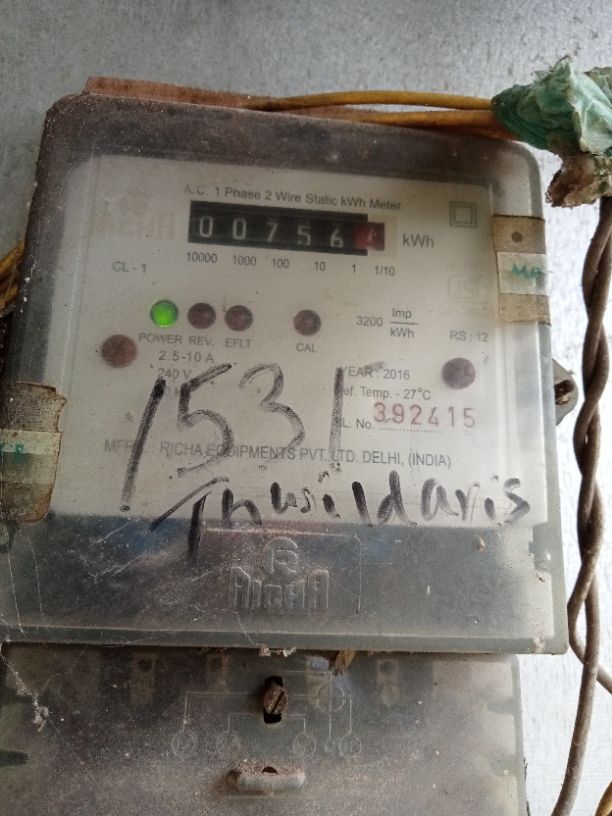 A.C. 1 Phase 2 Wire Static kWh Meter.
RICHA
00756 kWh
10000 1000 100 10 1 1/10
CL - 1
3200 Imp/kWh
POWER REV. EFLT CAL RS : 12
2.5-10 A
240 V
YEAR : 2016
Ref. Temp. - 27°C
SL. No. 392415
1531
MFR. RICHA EQUIPMENTS PVT. LTD. DELHI, (INDIA)
R
RICHA